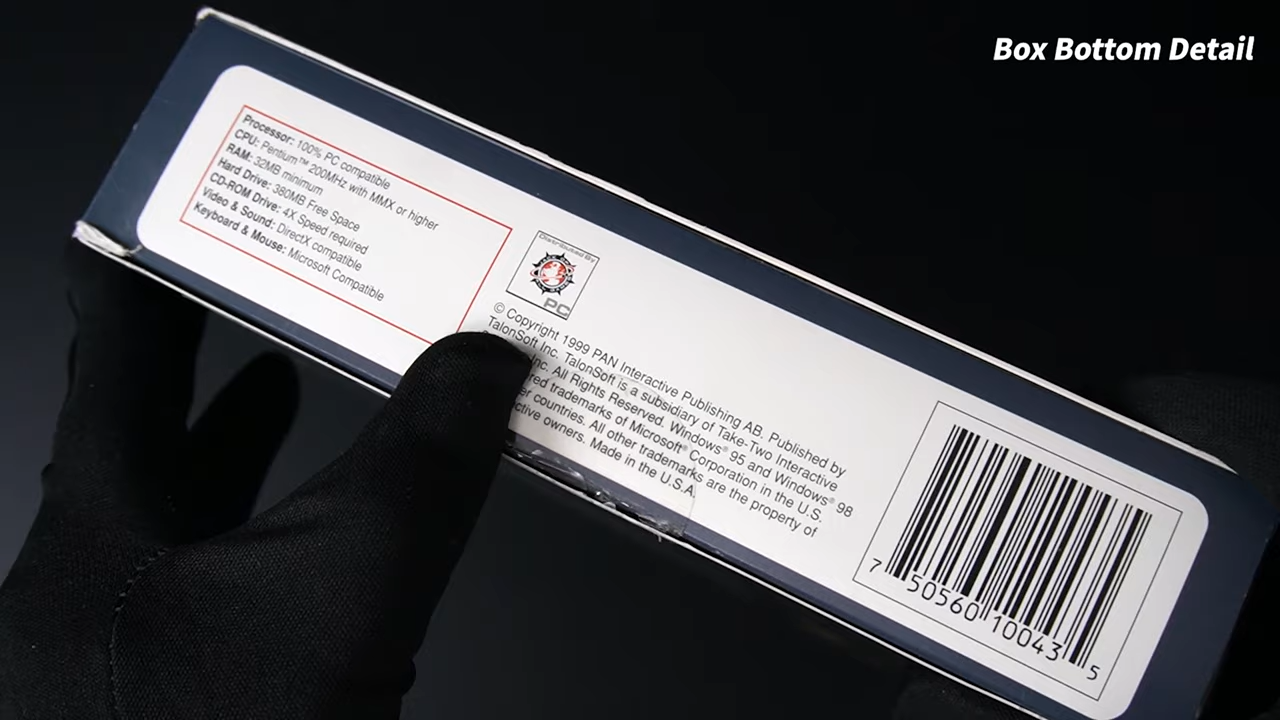 Box Bottom Detail
Processor: 100% PC compatible
CPU: Pentium™ 200MHz with MMX or higher
RAM: 32MB minimum
Hard Drive: 380MB Free Space
CD-ROM Drive: 4X Speed required
Video & Sound: DirectX compatible
Keyboard & Mouse: Microsoft Compatible
Distributed By
PC
© Copyright 1999 PAN Interactive Publishing AB. Published by
TalonSoft Inc. TalonSoft is a subsidiary of Take-Two Interactive
Inc. All Rights Reserved. Windows® 95 and Windows® 98
red trademarks of Microsoft® Corporation in the U.S.
er countries. All other trademarks are the property of
ctive owners. Made in the U.S.A
7 50560 10043 5